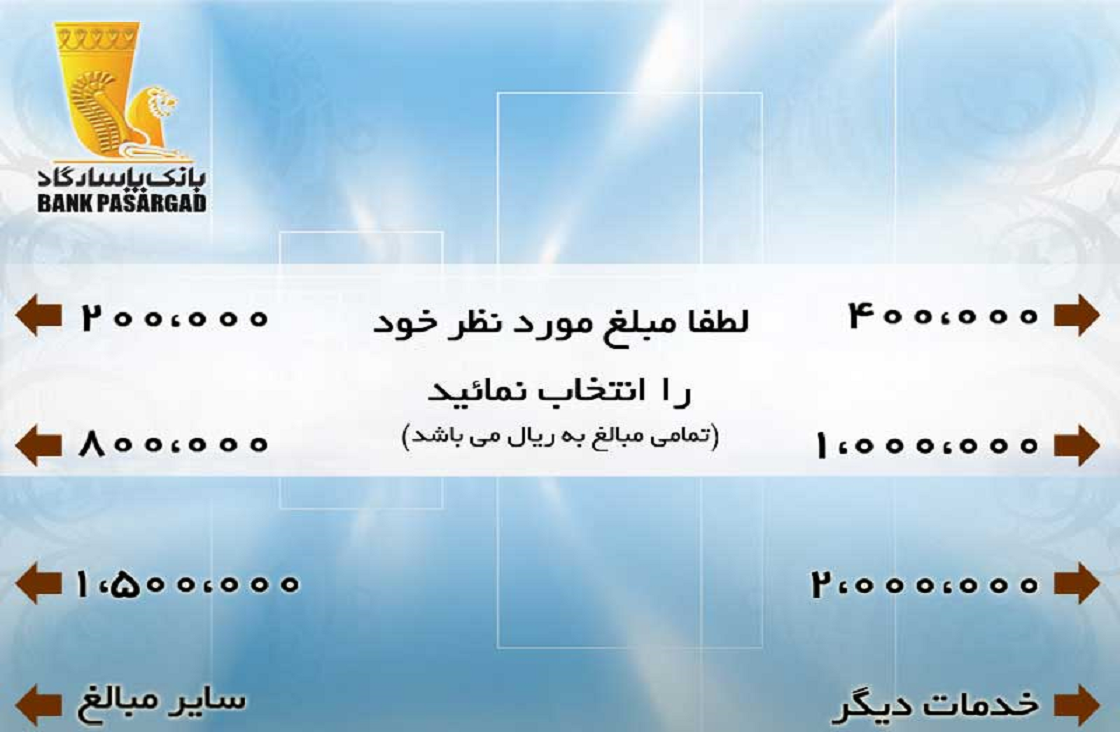 بانک پاسارگاد
BANK PASARGAD
لطفا مبلغ مورد نظر خود
را انتخاب نمائید
(تمامی مبالغ به ریال می باشد)
۴۰۰،۰۰۰
۲۰۰،۰۰۰
۱،۰۰۰،۰۰۰
۸۰۰،۰۰۰
۲،۰۰۰،۰۰۰
۱،۵۰۰،۰۰۰
خدمات دیگر
سایر مبالغ